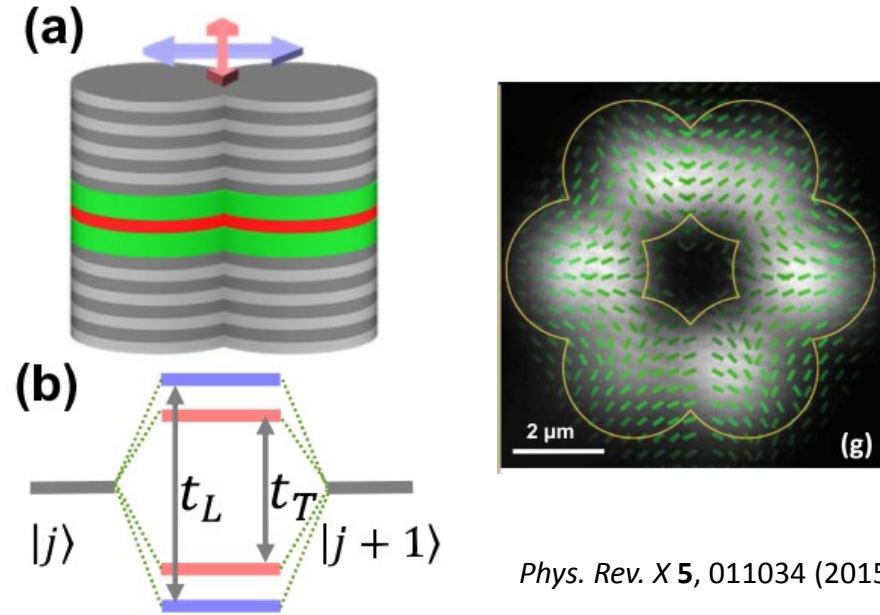 (a)
(b)
t_L
t_T
|j⟩
|j + 1⟩
2 µm
(g)
Phys. Rev. X 5, 011034 (2015